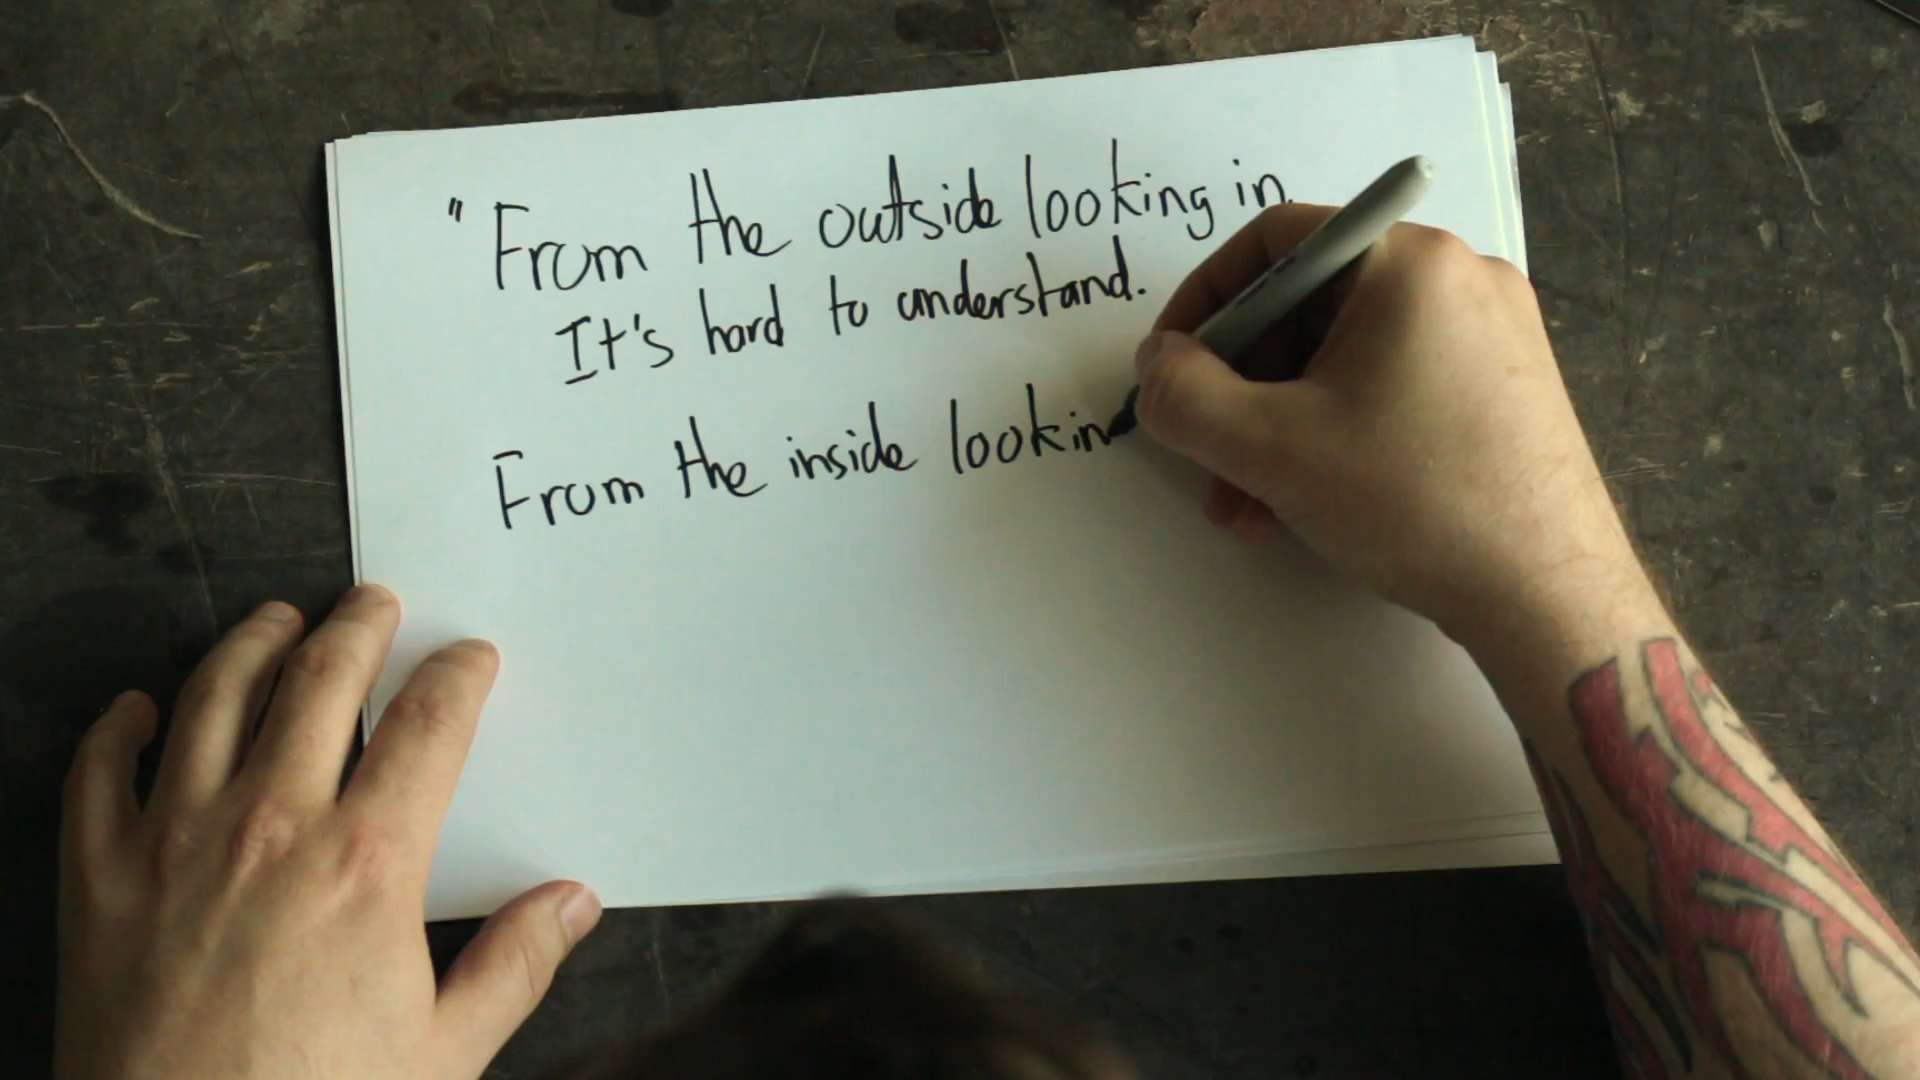 "From the outside looking in
It's hard to understand.
From the inside lookin